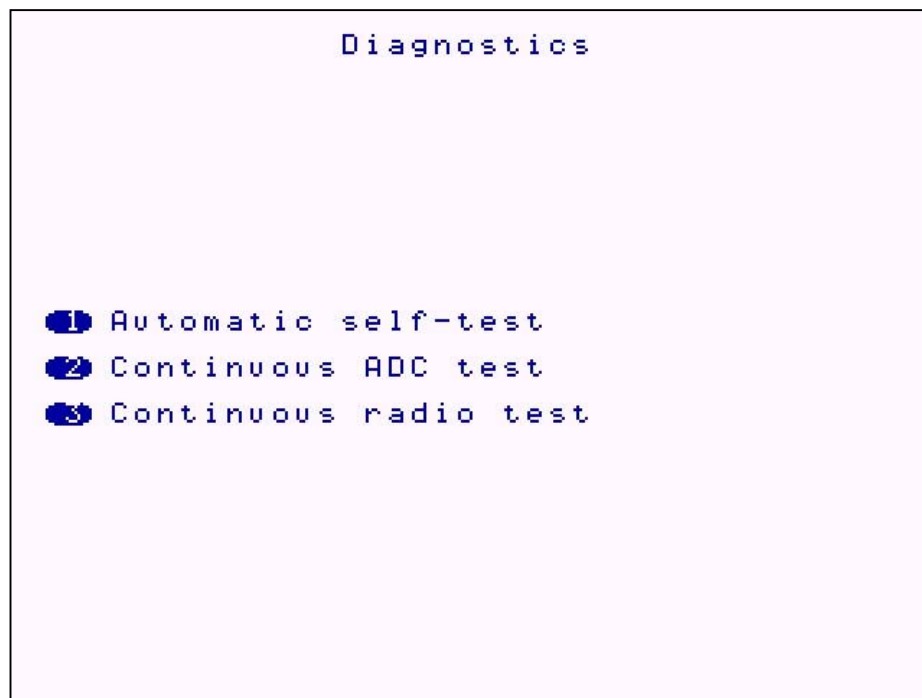 Diagnostics
1 Automatic self-test
2 Continuous ADC test
3 Continuous radio test